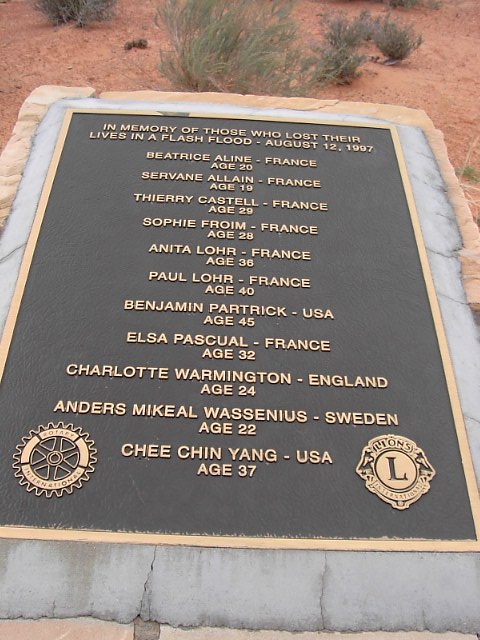 IN MEMORY OF THOSE WHO LOST THEIR
LIVES IN A FLASH FLOOD - AUGUST 12, 1997
BEATRICE ALINE - FRANCE
AGE 20
SERVANE ALLAIN - FRANCE
AGE 19
THIERRY CASTELL - FRANCE
AGE 29
SOPHIE FROIM - FRANCE
AGE 28
ANITA LOHR - FRANCE
AGE 36
PAUL LOHR - FRANCE
AGE 40
BENJAMIN PARTRICK - USA
AGE 45
ELSA PASCUAL - FRANCE
AGE 32
CHARLOTTE WARMINGTON - ENGLAND
AGE 24
ANDERS MIKEAL WASSENIUS - SWEDEN
AGE 22
CHEE CHIN YANG - USA
AGE 37
ROTARY
INTERNATIONAL
LIONS
L
INTERNATIONAL